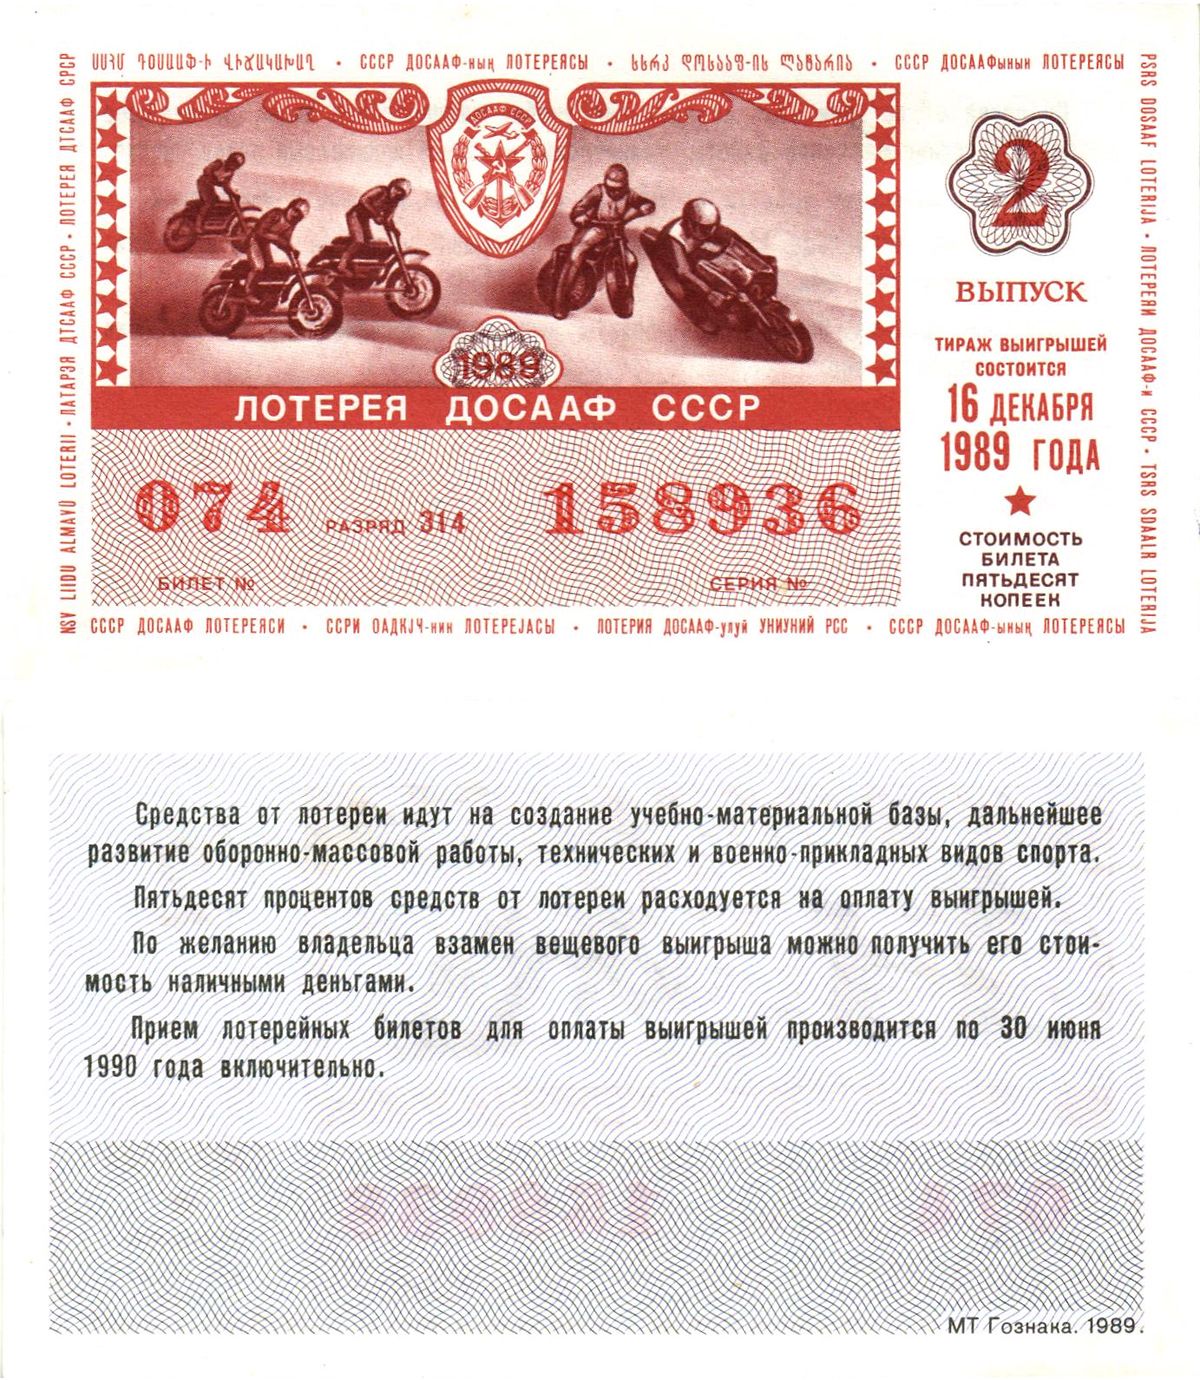 ՍՍՀՄ ԴՕՍԱԱՖ-Ի ՎԻՃԱԿԱԽԱՂ • СССР ДОСААФ-ның ЛОТЕРЕЯСЫ • სსრკ დოსააფ-ის ლატარია • СССР ДОСААФынын ЛОТЕРЕЯСЫ
NSV LIIDU ALMAVÜ LOTERII • ЛАТАРЭЯ ДТСААФ СССР • ЛОТЕРЕЯ ДТСААФ СРСР
ДОСААФ СССР
2
ВЫПУСК
ТИРАЖ ВЫИГРЫШЕЙ
СОСТОИТСЯ
16 ДЕКАБРЯ
1989 ГОДА
СТОИМОСТЬ
БИЛЕТА
ПЯТЬДЕСЯТ
КОПЕЕК
1989
ЛОТЕРЕЯ ДОСААФ СССР
074 РАЗРЯД 314 158936
БИЛЕТ № СЕРИЯ №
PSRS DOSAAF LOTERIJA • ЛОТЕРЕЯ ДОСААФ-и СССР • TSRS SDAALR LOTERIJA
СССР ДОСААФ ЛОТЕРЕЯСИ • ССРИ ОАДКЈҸ-нин ЛОТЕРЕЈАСЫ • ЛОТЕРИЯ ДОСААФ-улуй УНИУНИЙ РСС • СССР ДОСААФ-ының ЛОТЕРЕЯСЫ
Средства от лотереи идут на создание учебно-материальной базы, дальнейшее
развитие оборонно-массовой работы, технических и военно-прикладных видов спорта.
Пятьдесят процентов средств от лотереи расходуется на оплату выигрышей.
По желанию владельца взамен вещевого выигрыша можно получить его стои-
мость наличными деньгами.
Прием лотерейных билетов для оплаты выигрышей производится по 30 июня
1990 года включительно.
МТ Гознака. 1989.